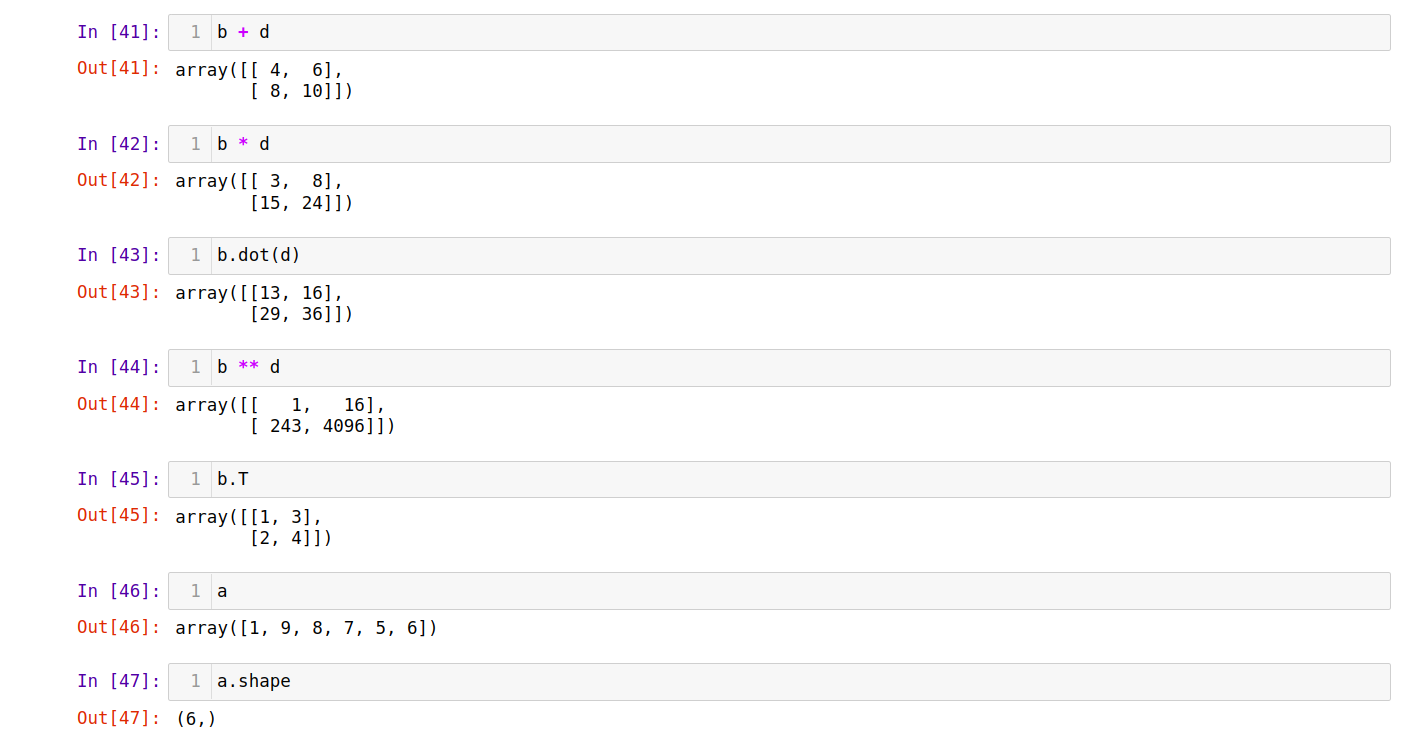 In [41]: 1 b + d
Out[41]: array([[ 4,  6],
       [ 8, 10]])
In [42]: 1 b * d
Out[42]: array([[ 3,  8],
       [15, 24]])
In [43]: 1 b.dot(d)
Out[43]: array([[13, 16],
       [29, 36]])
In [44]: 1 b ** d
Out[44]: array([[   1,   16],
       [ 243, 4096]])
In [45]: 1 b.T
Out[45]: array([[1, 3],
       [2, 4]])
In [46]: 1 a
Out[46]: array([1, 9, 8, 7, 5, 6])
In [47]: 1 a.shape
Out[47]: (6,)